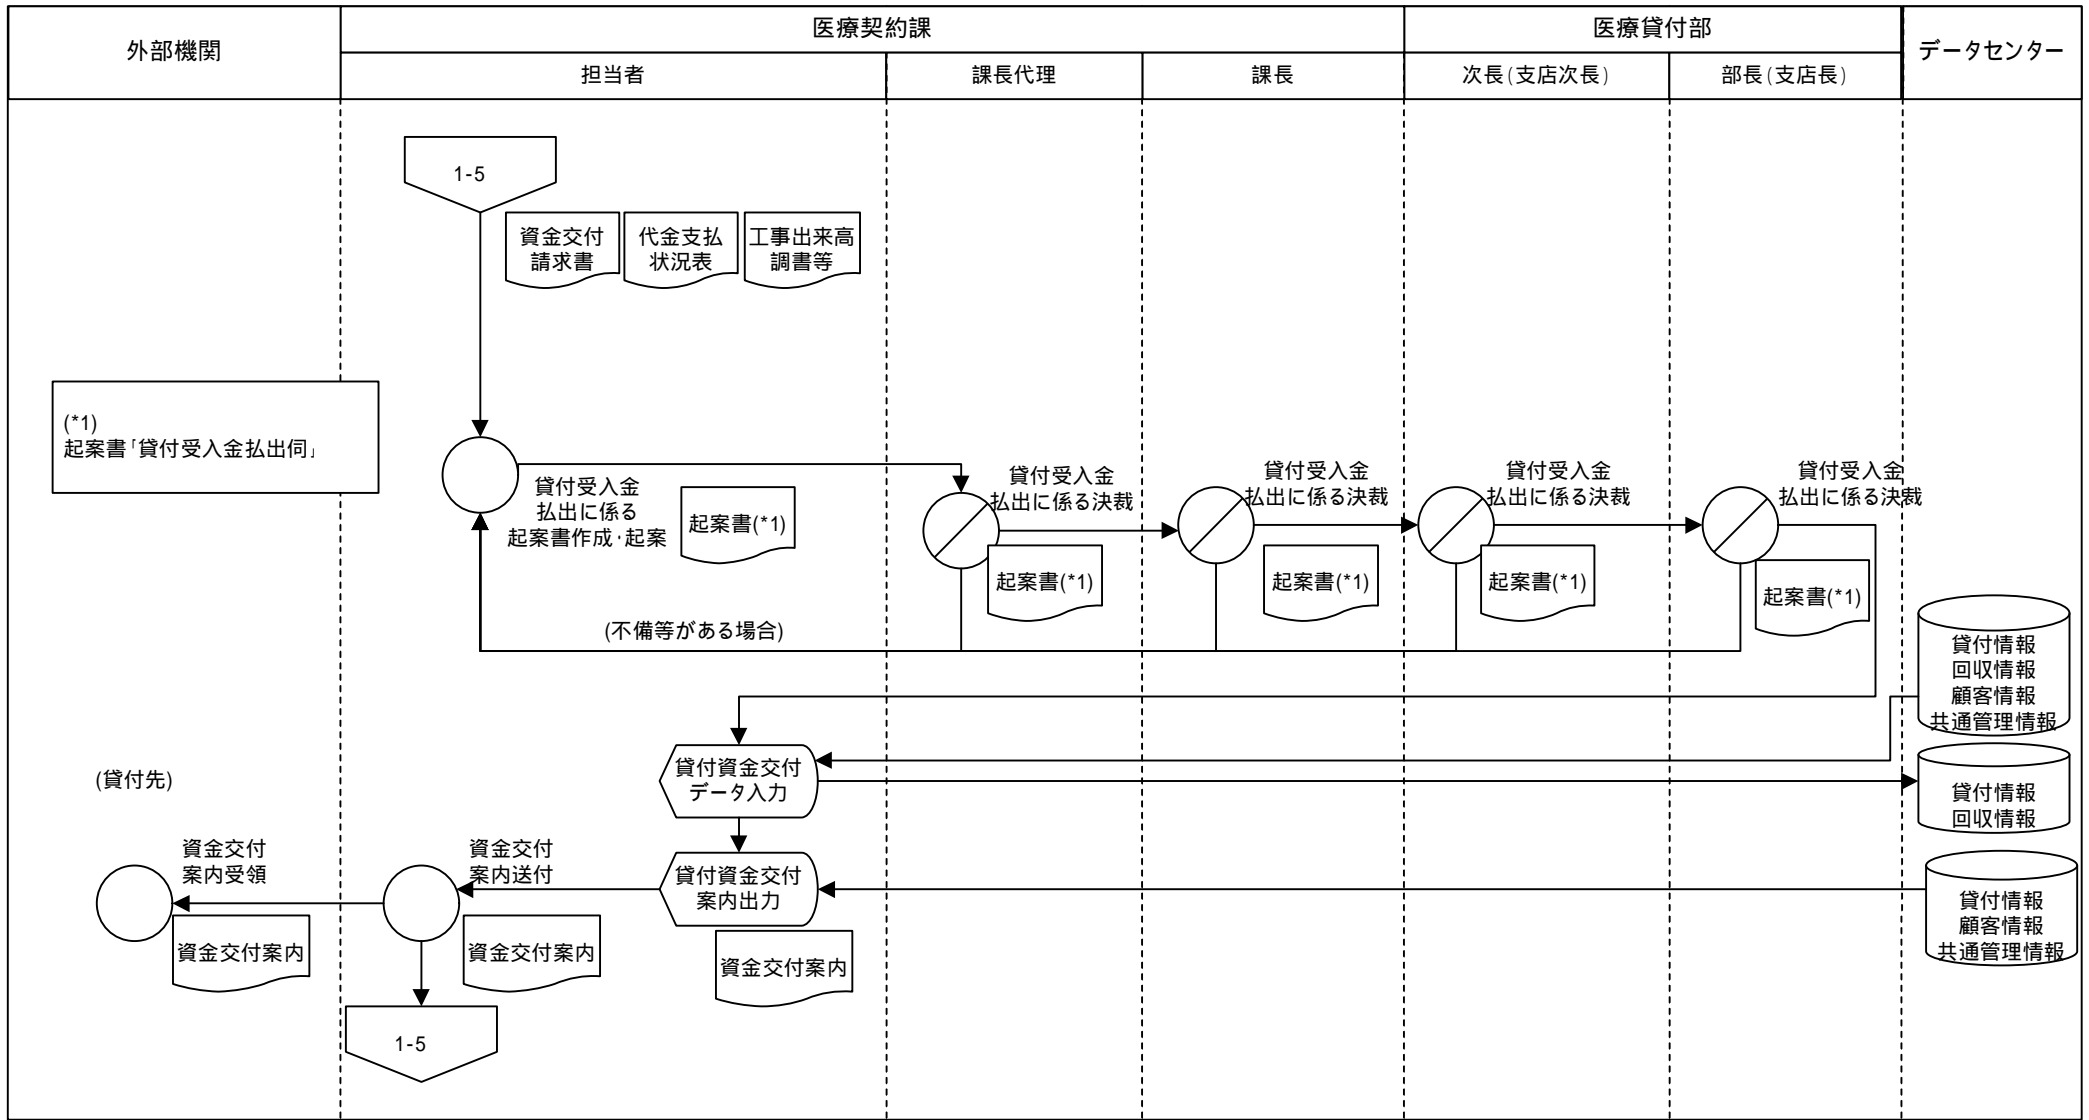 外部機関
医療契約課
医療貸付部
データセンター
担当者
課長代理
課長
次長(支店次長)
部長(支店長)
1-5
資金交付
請求書
代金支払
状況表
工事出来高
調書等
(*1)
起案書「貸付受入金払出伺」
貸付受入金
払出に係る
起案書作成・起案
起案書(*1)
貸付受入金
払出に係る決裁
起案書(*1)
貸付受入金
払出に係る決裁
起案書(*1)
貸付受入金
払出に係る決裁
起案書(*1)
貸付受入金
払出に係る決裁
起案書(*1)
(不備等がある場合)
貸付情報
回収情報
顧客情報
共通管理情報
(貸付先)
貸付資金交付
データ入力
貸付情報
回収情報
資金交付
案内受領
資金交付
案内送付
貸付資金交付
案内出力
貸付情報
顧客情報
共通管理情報
資金交付案内
資金交付案内
資金交付案内
1-5